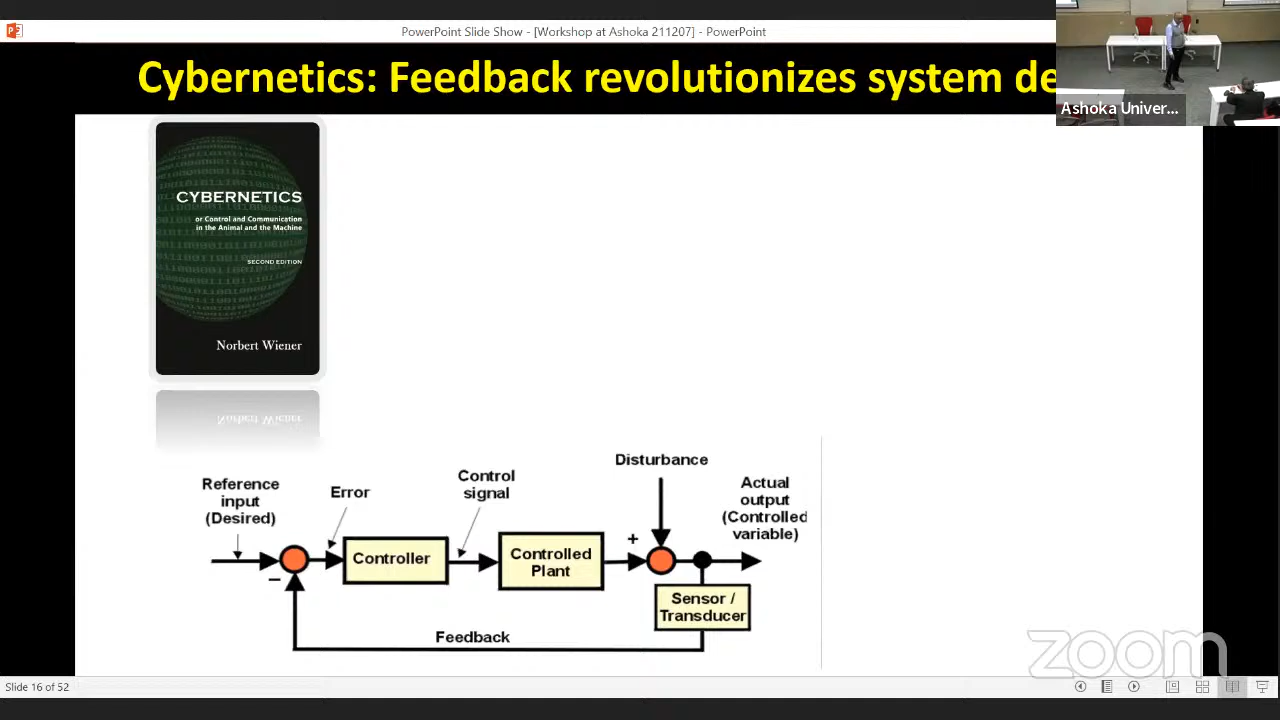 PowerPoint Slide Show - [Workshop at Ashoka 211207] - PowerPoint
Cybernetics: Feedback revolutionizes system de
Ashoka Univer...
CYBERNETICS
or Control and Communication
in the Animal and the Machine
SECOND EDITION
Norbert Wiener
Norbert Wiener
Reference
input
(Desired)
Error
Control
signal
Disturbance
Actual
output
(Controlled
variable)
+
Controller
Controlled
Plant
−
Sensor /
Transducer
Feedback
zoom
Slide 16 of 52